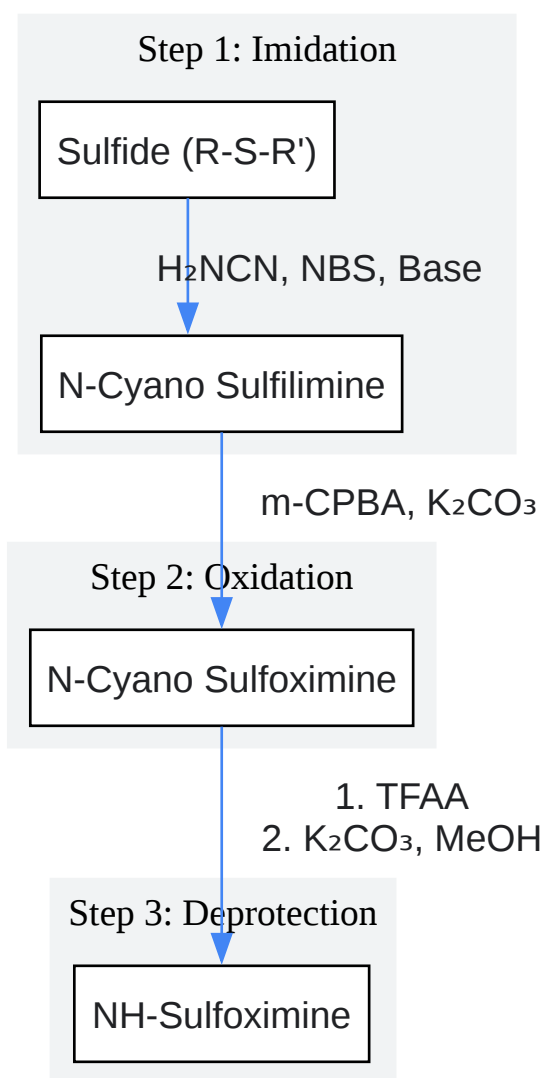 Step 1: Imidation
Sulfide (R-S-R')
H₂NCN, NBS, Base
N-Cyano Sulfilimine
m-CPBA, K₂CO₃
Step 2: Oxidation
N-Cyano Sulfoximine
1. TFAA
2. K₂CO₃, MeOH
Step 3: Deprotection
NH-Sulfoximine